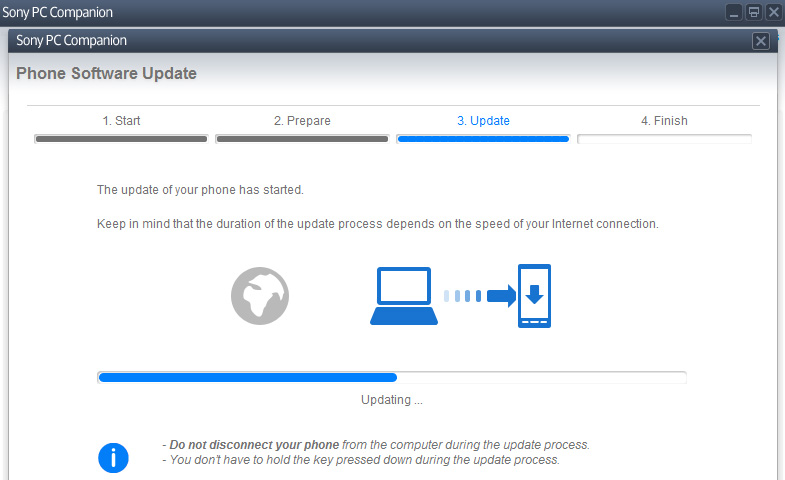 Sony PC Companion
Sony PC Companion
Phone Software Update
1. Start 2. Prepare 3. Update 4. Finish
The update of your phone has started.
Keep in mind that the duration of the update process depends on the speed of your Internet connection.
Updating ...
- Do not disconnect your phone from the computer during the update process.
- You don't have to hold the key pressed down during the update process.